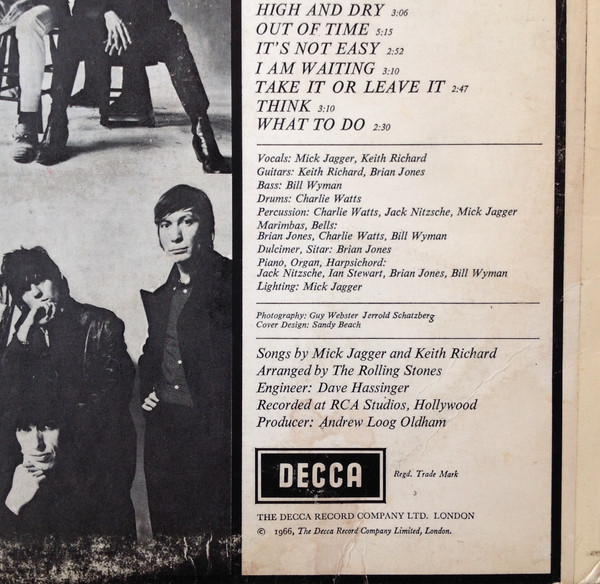 HIGH AND DRY 3:06
OUT OF TIME 5:15
IT'S NOT EASY 2:52
I AM WAITING 3:10
TAKE IT OR LEAVE IT 2:47
THINK 3:10
WHAT TO DO 2:30
Vocals: Mick Jagger, Keith Richard
Guitars: Keith Richard, Brian Jones
Bass: Bill Wyman
Drums: Charlie Watts
Percussion: Charlie Watts, Jack Nitzsche, Mick Jagger
Marimbas, Bells:
Brian Jones, Charlie Watts, Bill Wyman
Dulcimer, Sitar: Brian Jones
Piano, Organ, Harpsichord:
Jack Nitzsche, Ian Stewart, Brian Jones, Bill Wyman
Lighting: Mick Jagger
Photography: Guy Webster Jerrold Schatzberg
Cover Design: Sandy Beach
Songs by Mick Jagger and Keith Richard
Arranged by The Rolling Stones
Engineer: Dave Hassinger
Recorded at RCA Studios, Hollywood
Producer: Andrew Loog Oldham
DECCA Regd. Trade Mark
THE DECCA RECORD COMPANY LTD. LONDON
© 1966, The Decca Record Company Limited, London.